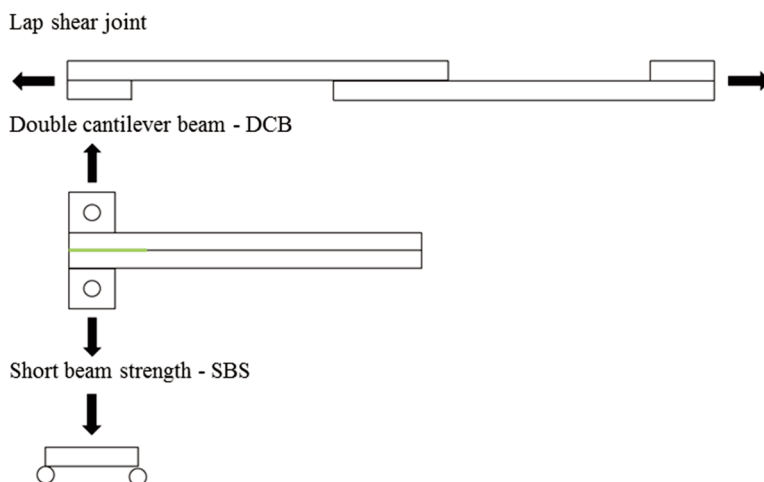 Lap shear joint
Double cantilever beam - DCB
Short beam strength - SBS